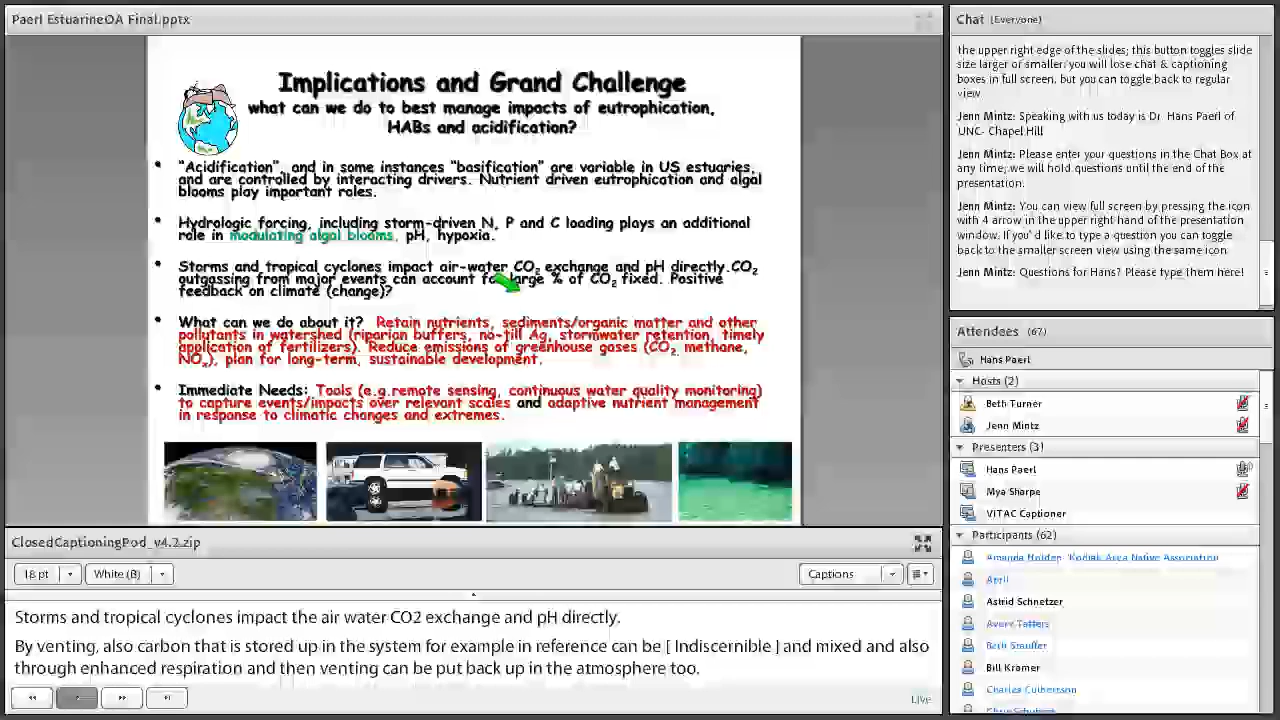 Paerl EstuarineOA Final.pptx
Implications and Grand Challenge
what can we do to best manage impacts of eutrophication,
HABs and acidification?
• "Acidification", and in some instances "basification" are variable in US estuaries,
and are controlled by interacting drivers. Nutrient driven eutrophication and algal
blooms play important roles.
• Hydrologic forcing, including storm-driven N, P and C loading plays an additional
role in modulating algal blooms, pH, hypoxia.
• Storms and tropical cyclones impact air-water CO2 exchange and pH directly.CO2
outgassing from major events can account for large % of CO2 fixed. Positive
feedback on climate (change)?
• What can we do about it? Retain nutrients, sediments/organic matter and other
pollutants in watershed (riparian buffers, no-till Ag, stormwater retention, timely
application of fertilizers). Reduce emissions of greenhouse gases (CO2, methane,
NOx), plan for long-term, sustainable development.
• Immediate Needs: Tools (e.g.remote sensing, continuous water quality monitoring)
to capture events/impacts over relevant scales and adaptive nutrient management
in response to climatic changes and extremes.
ClosedCaptioningPod_v4.2.zip
18 pt
White (B)
Captions
Storms and tropical cyclones impact the air water CO2 exchange and pH directly.
By venting, also carbon that is stored up in the system for example in reference can be [ Indiscernible ] and mixed and also
through enhanced respiration and then venting can be put back up in the atmosphere too.
Live
Chat (Everyone)
the upper right edge of the slides; this button toggles slide
size larger or smaller: you will lose chat & captioning
boxes in full screen, but you can toggle back to regular
view.
Jenn Mintz: Speaking with us today is Dr Hans Paerl of
UNC- Chapel Hill
Jenn Mintz: Please enter your questions in the Chat Box at
any time; we will hold questions until the end of the
presentation.
Jenn Mintz: You can view full screen by pressing the icon
with 4 arrow in the upper right hand of the presentation
window. If you' d like to type a question you can toggle
back to the smaller screen view using the same icon
Jenn Mintz: Questions for Hans? Please type them here!
Attendees (67)
Hans Paerl
Hosts (2)
Beth Turner
Jenn Mintz
Presenters (3)
Hans Paerl
Mya Sharpe
VITAC Captioner
Participants (62)
Amanda Kodiak Area Native Association
April
Astrid Schnetzer
Avery Tatters
Beth Stauffer
Bill Kramer
Charles Culbertson